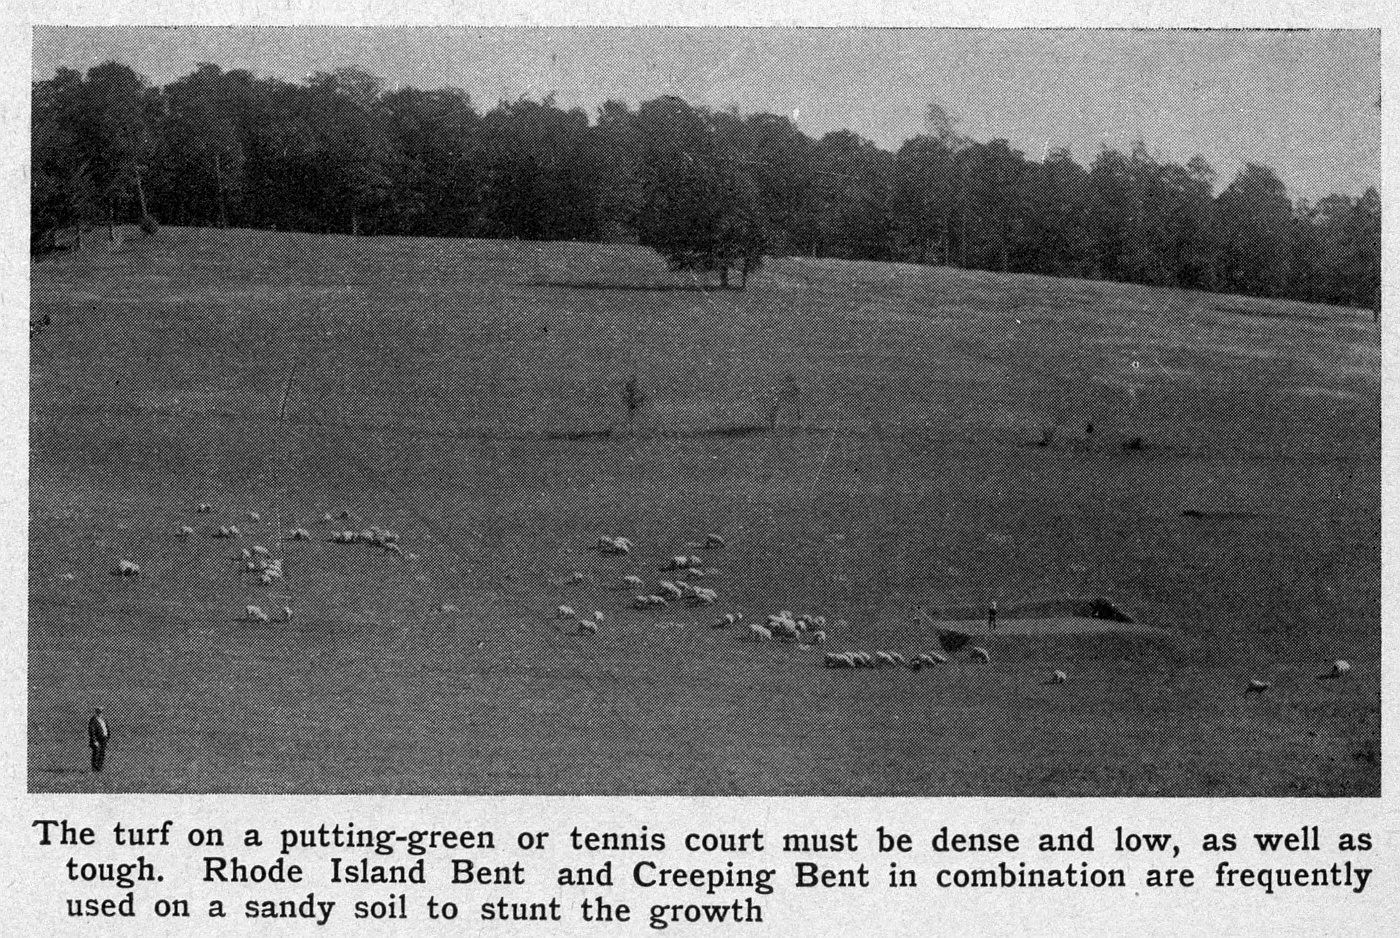 The turf on a putting-green or tennis court must be dense and low, as well as
tough. Rhode Island Bent and Creeping Bent in combination are frequently
used on a sandy soil to stunt the growth